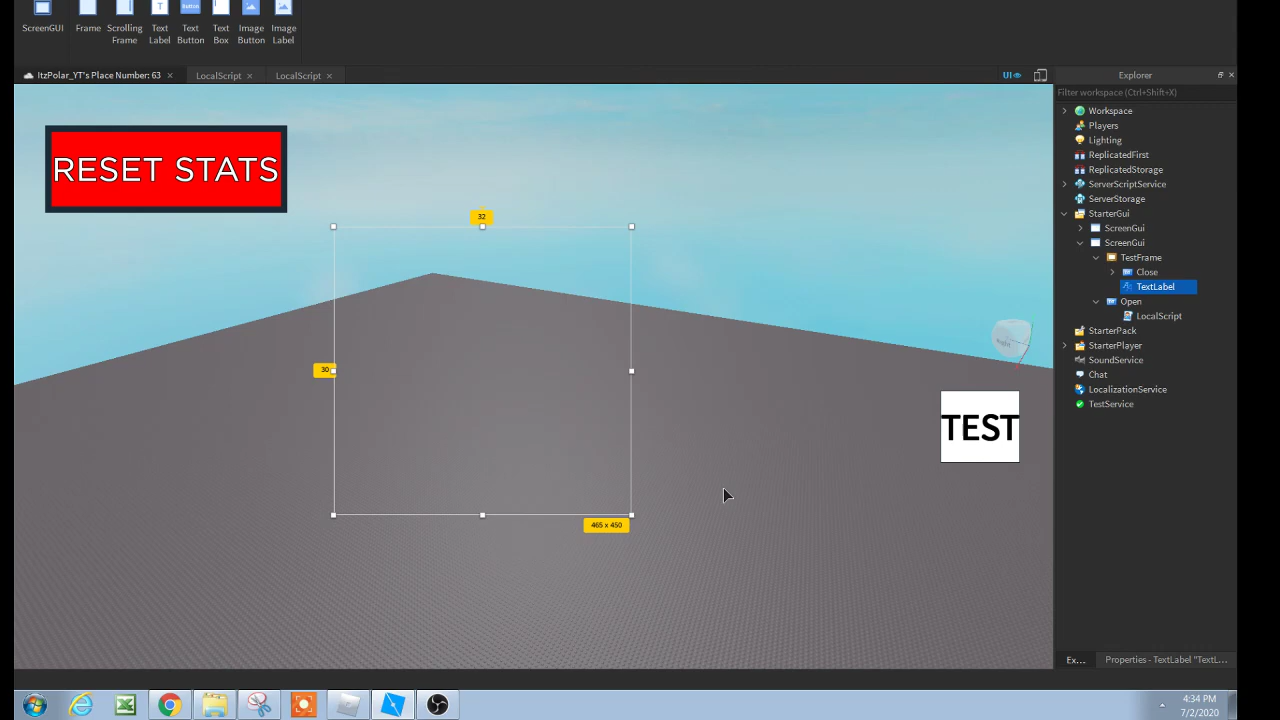 ScreenGUI
Frame
Scrolling
Frame
Text
Label
Button
Text
Button
Text
Box
Image
Button
Image
Label
ItzPolar_YT's Place Number: 63
LocalScript
LocalScript
UI
Explorer
Filter workspace (Ctrl+Shift+X)
Workspace
Players
Lighting
ReplicatedFirst
ReplicatedStorage
ServerScriptService
ServerStorage
StarterGui
ScreenGui
ScreenGui
TestFrame
Close
TextLabel
Open
LocalScript
StarterPack
StarterPlayer
SoundService
Chat
LocalizationService
TestService
RESET STATS
32
30
465 x 450
TEST
Ex...
Properties - TextLabel "TextL...
4:34 PM
7/2/2020